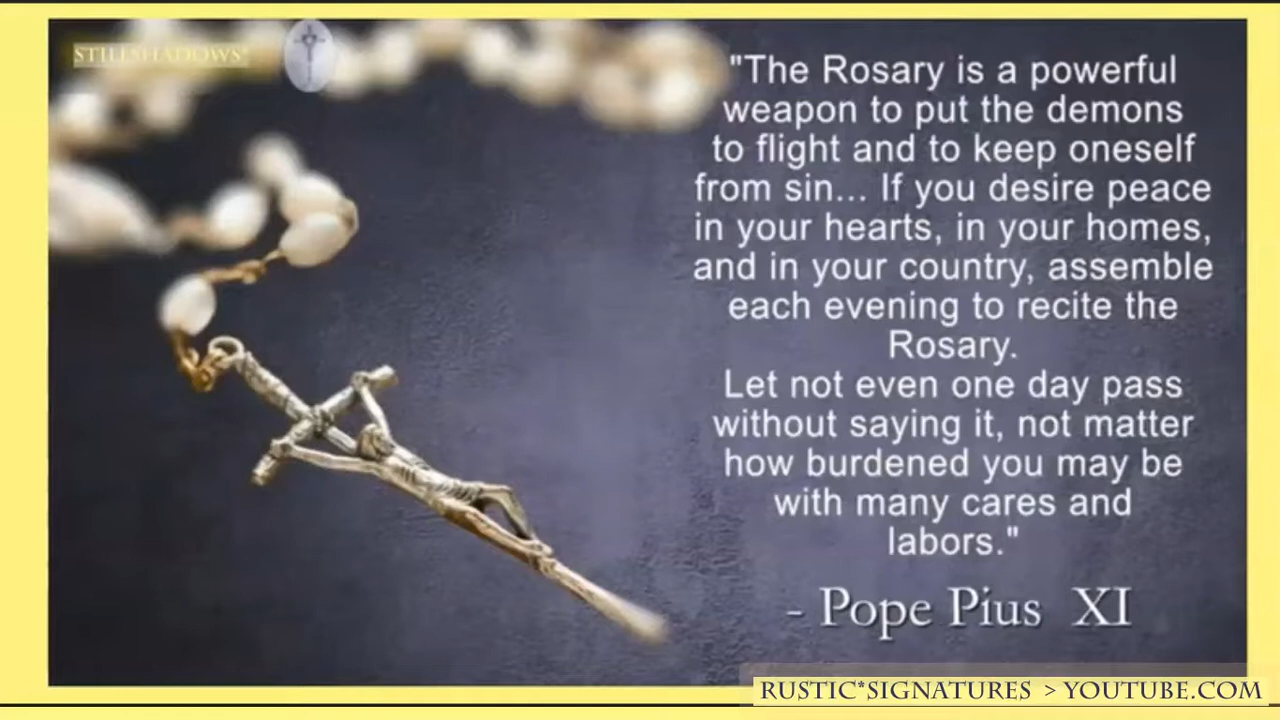 STILLSHADOWS*
"The Rosary is a powerful
weapon to put the demons
to flight and to keep oneself
from sin... If you desire peace
in your hearts, in your homes,
and in your country, assemble
each evening to recite the
Rosary.
Let not even one day pass
without saying it, not matter
how burdened you may be
with many cares and
labors."
- Pope Pius XI
RUSTIC*SIGNATURES > YOUTUBE.COM